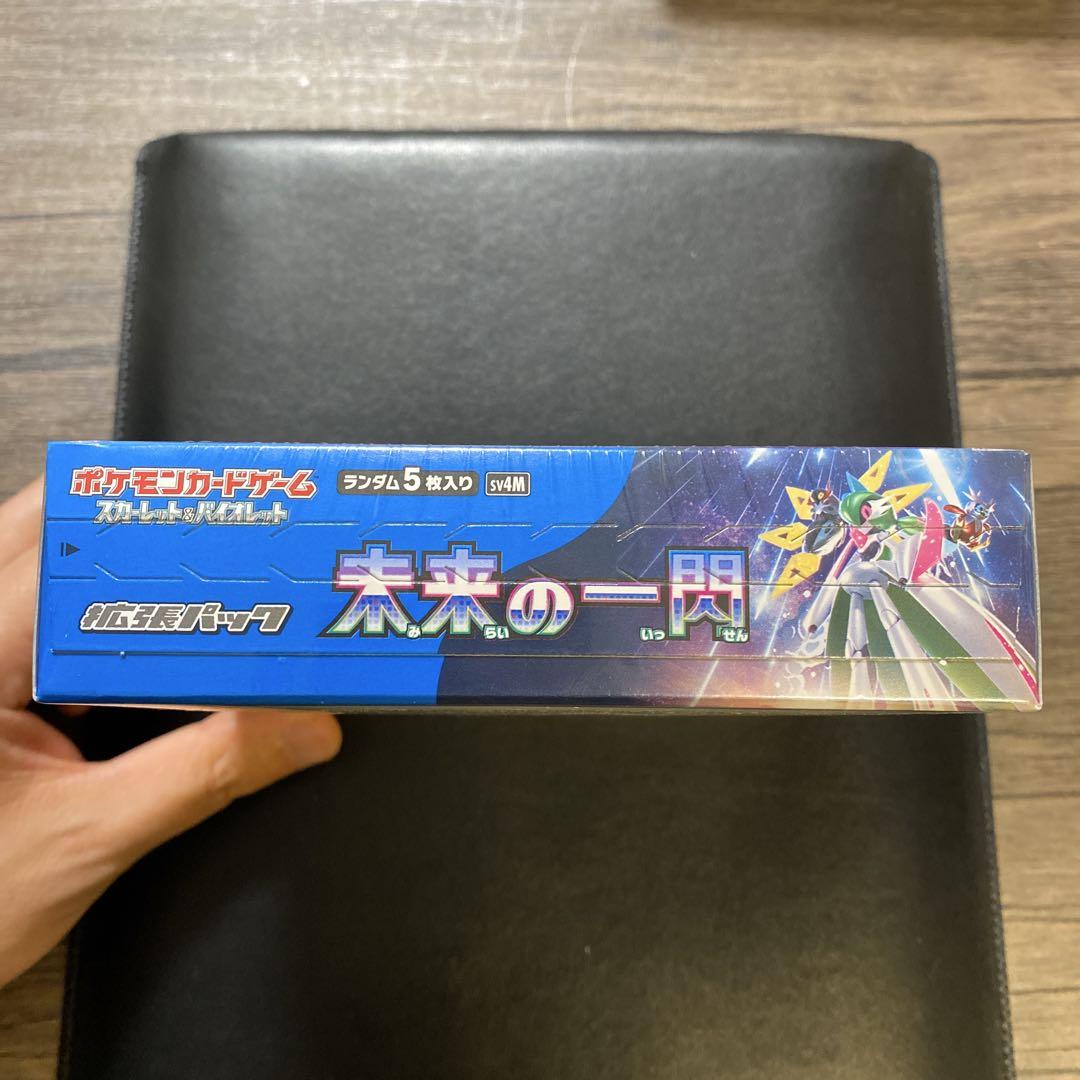 ポケモンカードゲーム
スカーレット&バイオレット
ランダム5枚入り
SV4M
拡張パック
未来の一閃
みらい いっせん